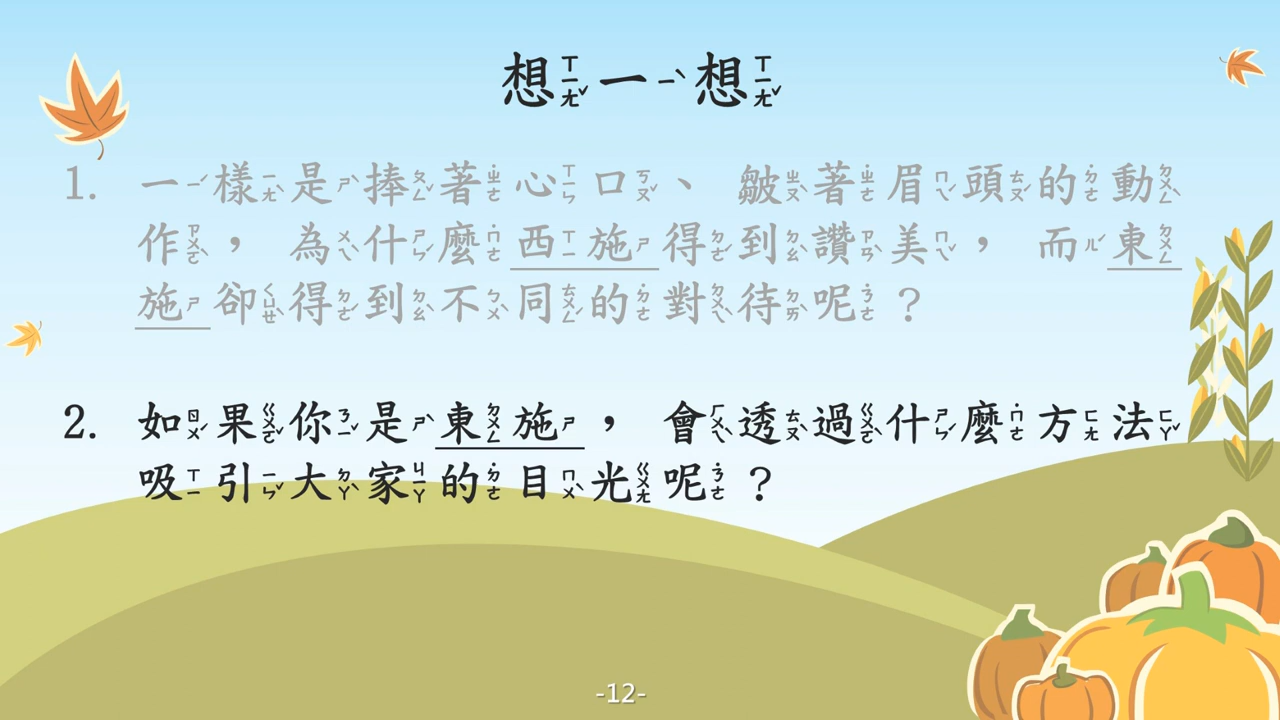 想一想
1. 一樣是捧著心口、皺著眉頭的動
作，為什麼西施得到讚美，而東
施卻得到不同的對待呢？
2. 如果你是東施，會透過什麼方法
吸引大家的目光呢？
-12-